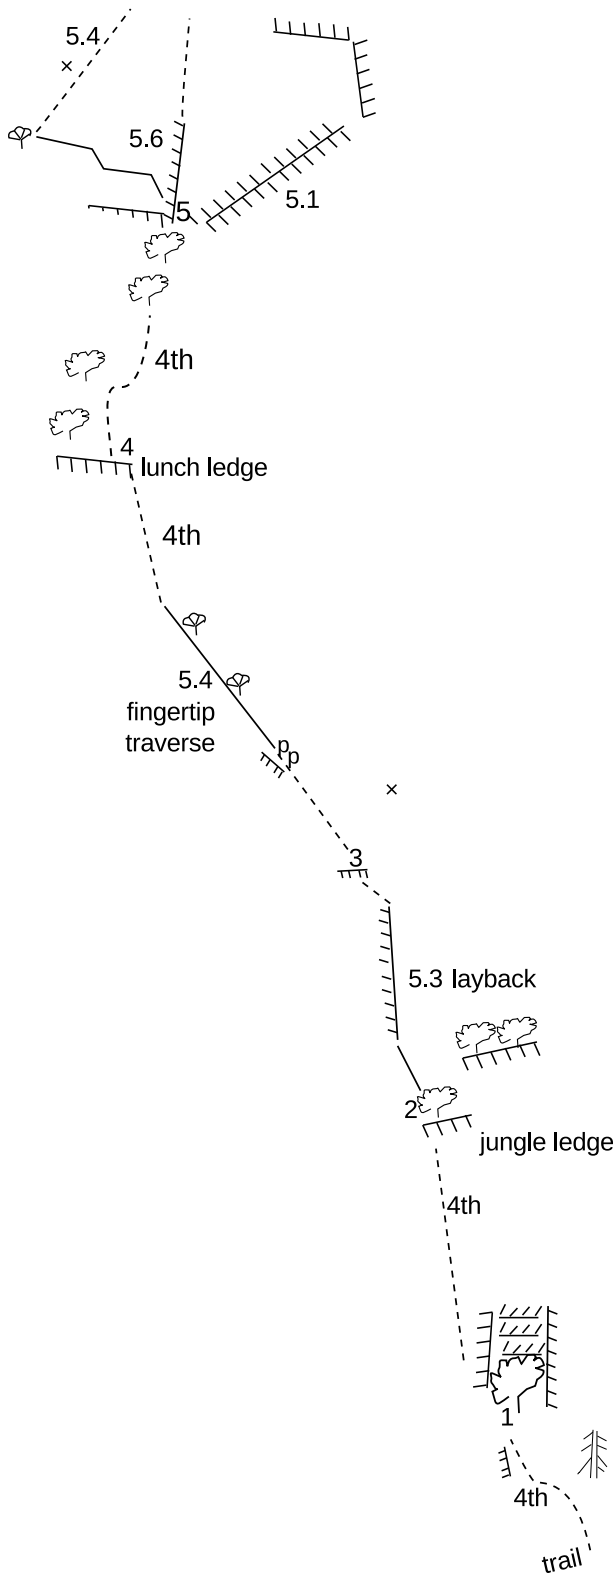 5.4
×
5.6
5.1
5
4th
4
lunch ledge
4th
5.4
fingertip
traverse
p
p
×
3
5.3 layback
2
jungle ledge
4th
1
4th
trail